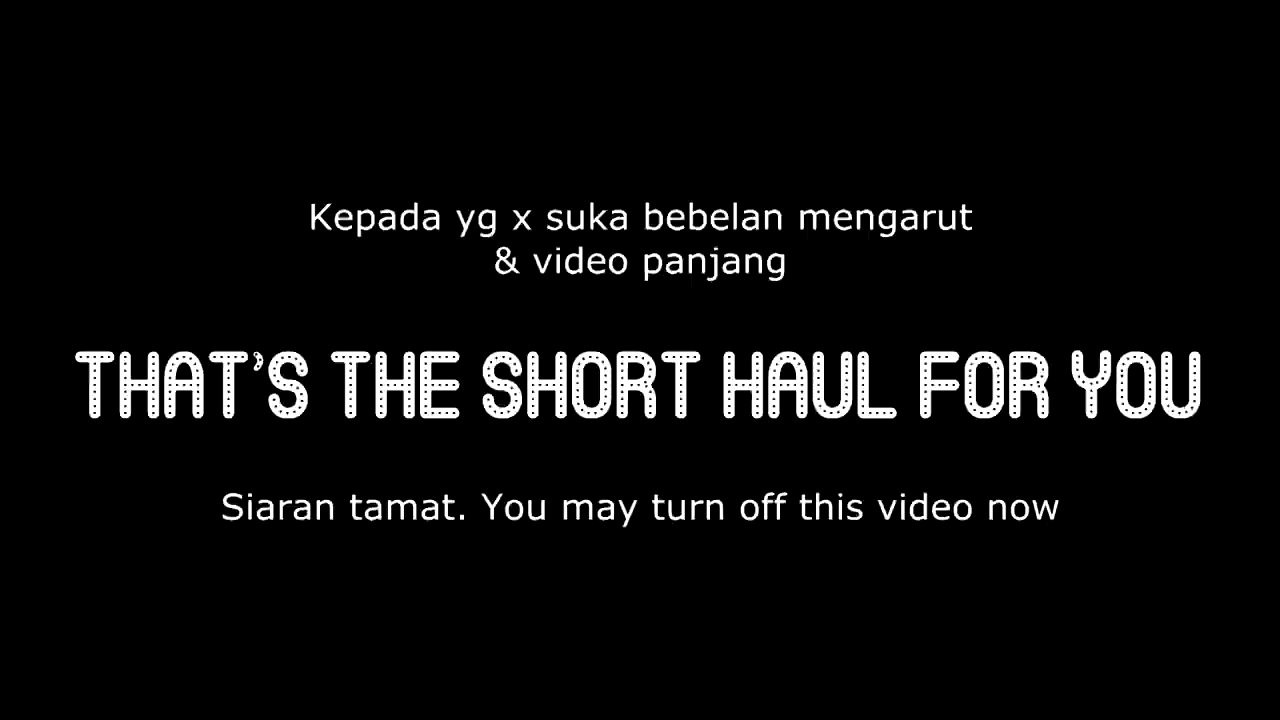 Kepada yg x suka bebelan mengarut
& video panjang
THAT'S THE SHORT HAUL FOR YOU
Siaran tamat. You may turn off this video now